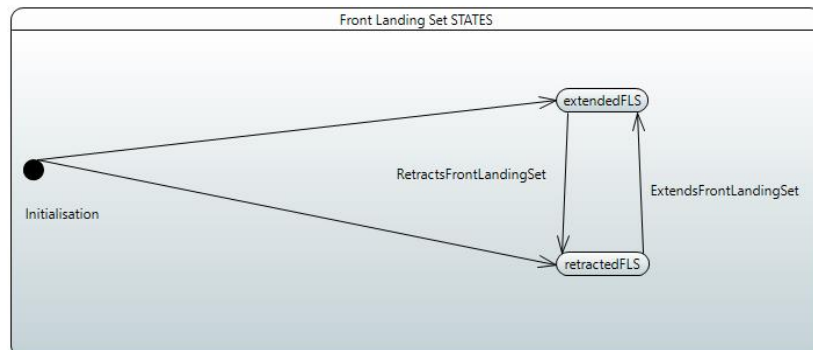 Front Landing Set STATES
extendedFLS
RetractsFrontLandingSet
ExtendsFrontLandingSet
Initialisation
retractedFLS